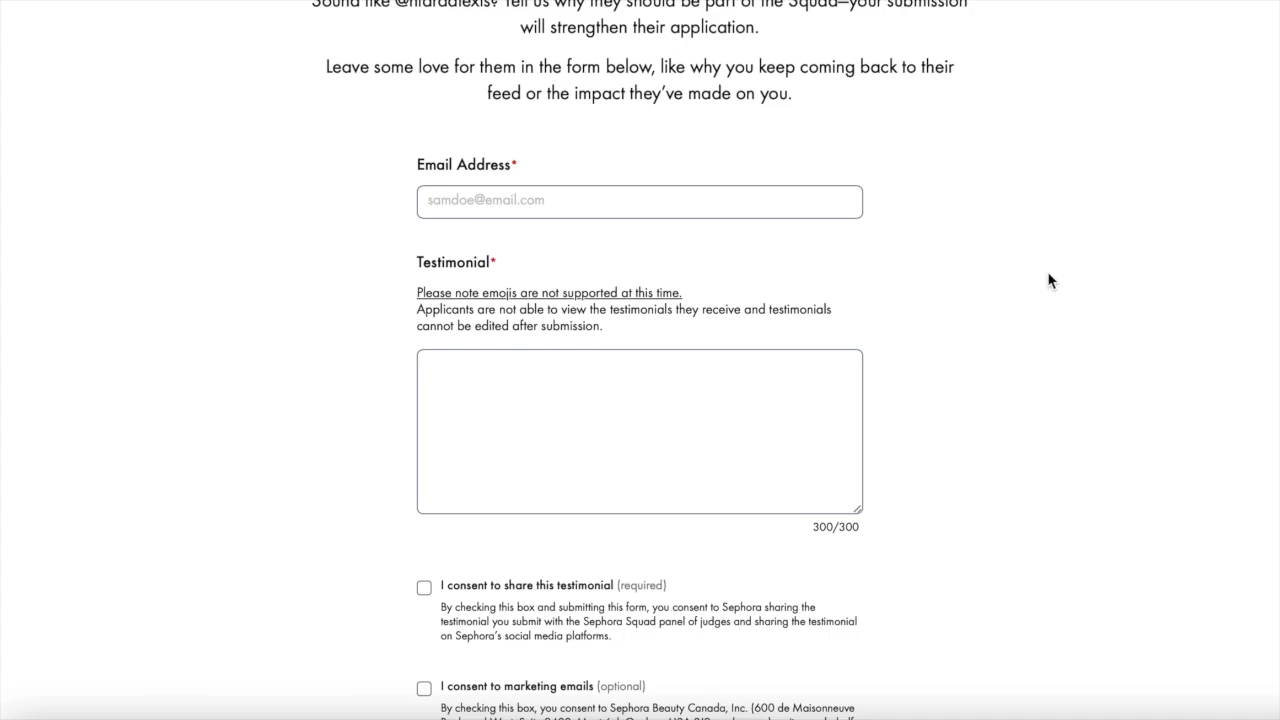 Sound like ? Tell us why they should be part of the Squad—your submission
will strengthen their application.
Leave some love for them in the form below, like why you keep coming back to their
feed or the impact they've made on you.
Email Address*
samdoe@email.com
Testimonial*
Please note emojis are not supported at this time.
Applicants are not able to view the testimonials they receive and testimonials
cannot be edited after submission.
300/300
I consent to share this testimonial (required)
By checking this box and submitting this form, you consent to Sephora sharing the
testimonial you submit with the Sephora Squad panel of judges and sharing the testimonial
on Sephora's social media platforms.
I consent to marketing emails (optional)
By checking this box, you consent to Sephora Beauty Canada, Inc. (600 de Maisonneuve